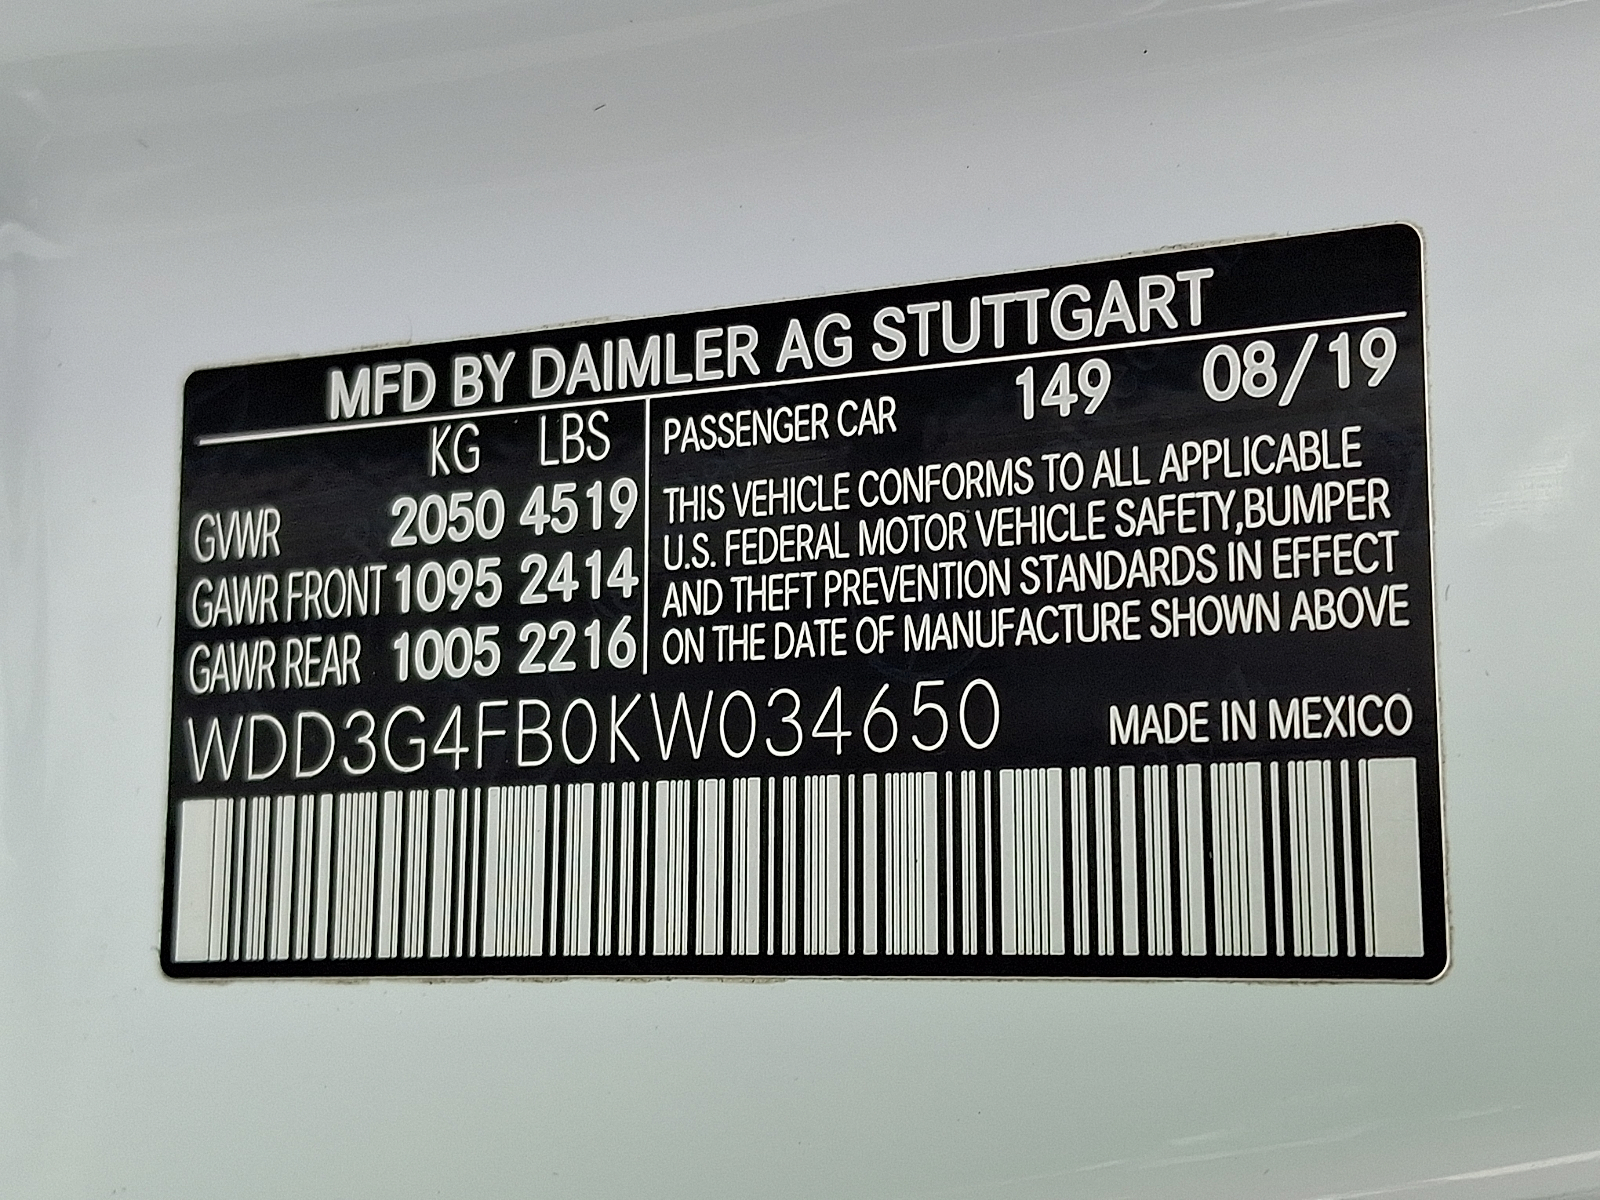 MFD BY DAIMLER AG STUTTGART
KG LBS
GVWR 2050 4519
GAWR FRONT 1095 2414
GAWR REAR 1005 2216
PASSENGER CAR 149 08/19
THIS VEHICLE CONFORMS TO ALL APPLICABLE
U.S. FEDERAL MOTOR VEHICLE SAFETY,BUMPER
AND THEFT PREVENTION STANDARDS IN EFFECT
ON THE DATE OF MANUFACTURE SHOWN ABOVE
WDD3G4FB0KW034650 MADE IN MEXICO